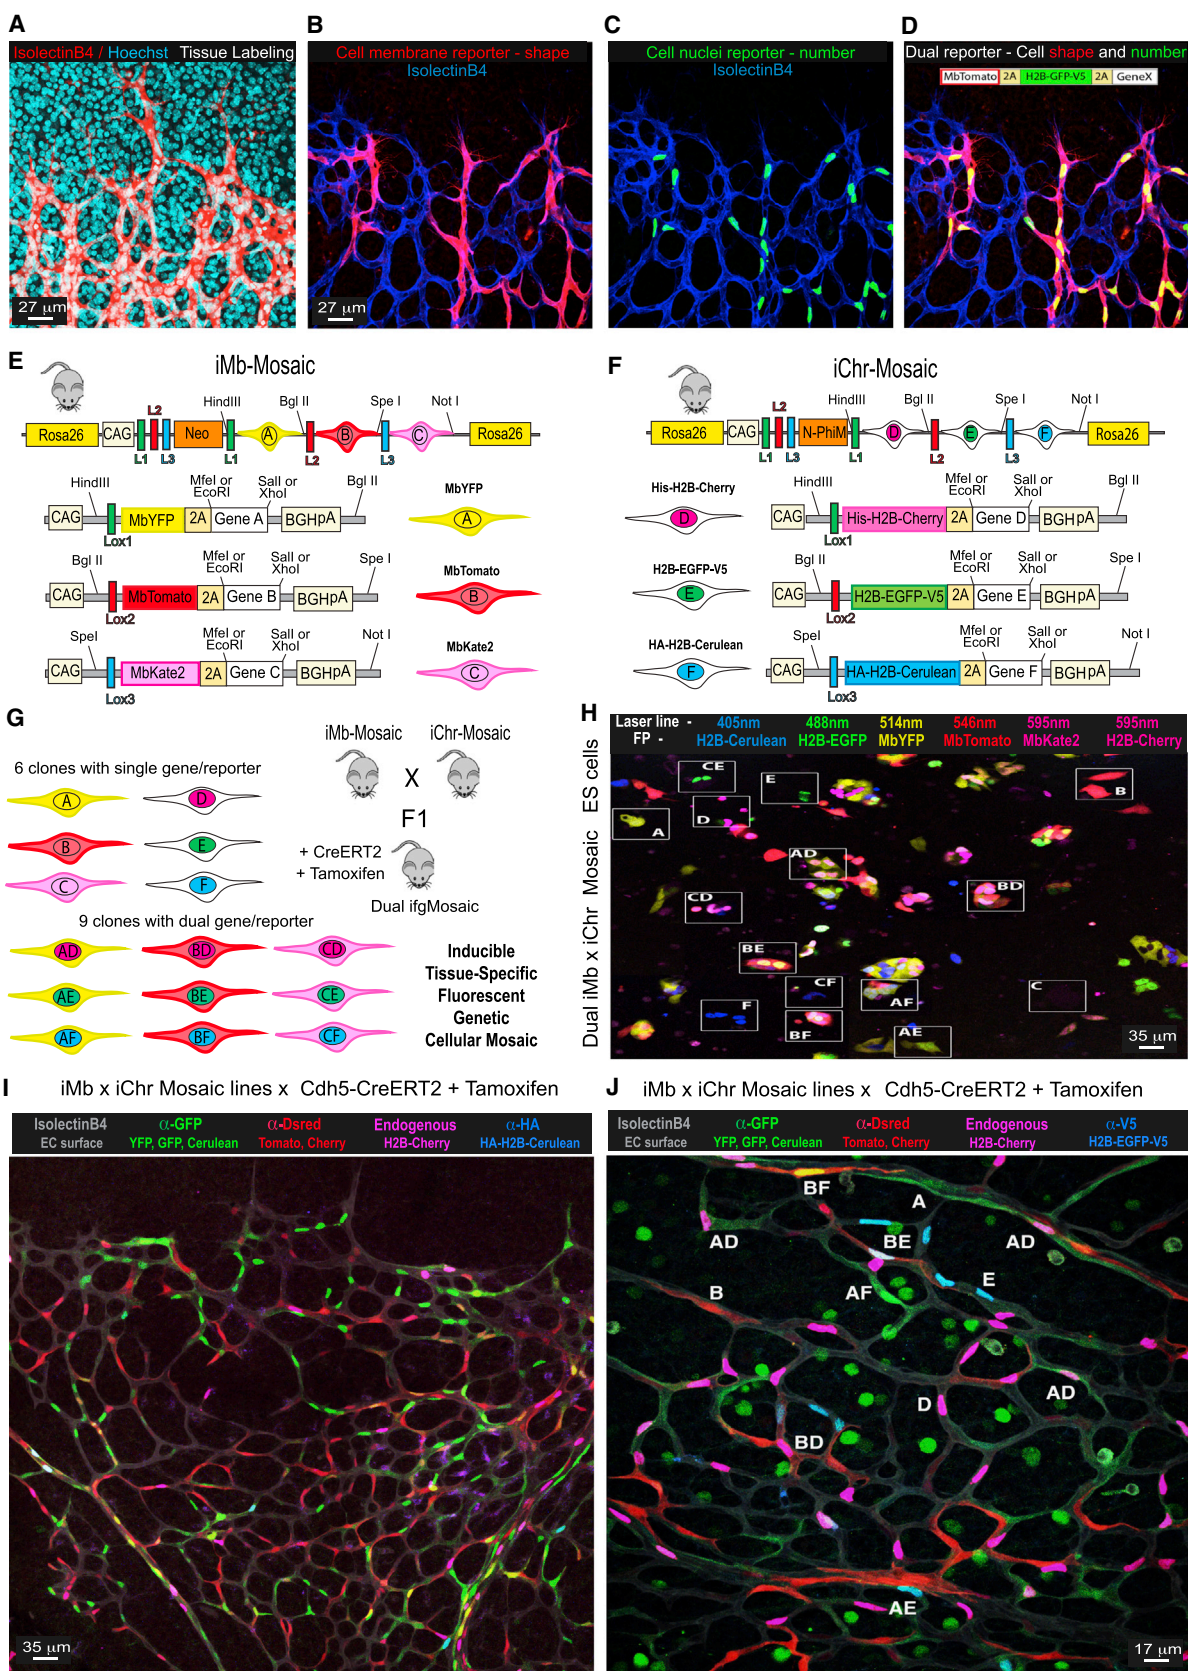 A
IsolectinB4 / Hoechst Tissue Labeling
27 μm
B
Cell membrane reporter - shape
IsolectinB4
27 μm
C
Cell nuclei reporter - number
IsolectinB4
D
Dual reporter - Cell shape and number
MbTomato 2A H2B-GFP-V5 2A GeneX
E
iMb-Mosaic
HindIII Bgl II Spe I Not I
L2
Rosa26 CAG Neo A B C Rosa26
L1 L3 L1 L2 L3
HindIII MfeI or EcoRI SalI or XhoI Bgl II
CAG MbYFP 2A Gene A BGHpA
Lox1
MbYFP
A
Bgl II MfeI or EcoRI SalI or XhoI Spe I
CAG MbTomato 2A Gene B BGHpA
Lox2
MbTomato
B
SpeI MfeI or EcoRI SalI or XhoI Not I
CAG MbKate2 2A Gene C BGHpA
Lox3
MbKate2
C
F
iChr-Mosaic
HindIII Bgl II Spe I Not I
L2
Rosa26 CAG N-PhiM D E F Rosa26
L1 L3 L1 L2 L3
His-H2B-Cherry
D
HindIII MfeI or EcoRI SalI or XhoI Bgl II
CAG His-H2B-Cherry 2A Gene D BGHpA
Lox1
H2B-EGFP-V5
E
Bgl II MfeI or EcoRI SalI or XhoI Spe I
CAG H2B-EGFP-V5 2A Gene E BGHpA
Lox2
HA-H2B-Cerulean
F
SpeI MfeI or EcoRI SalI or XhoI Not I
CAG HA-H2B-Cerulean 2A Gene F BGHpA
Lox3
G
iMb-Mosaic iChr-Mosaic
X
F1
+ CreERT2
+ Tamoxifen
Dual ifgMosaic
6 clones with single gene/reporter
A D
B E
C F
9 clones with dual gene/reporter
AD BD CD
AE BE CE
AF BF CF
Inducible
Tissue-Specific
Fluorescent
Genetic
Cellular Mosaic
H
Dual iMb x iChr Mosaic ES cells
Laser line - 405nm 488nm 514nm 546nm 595nm 595nm
FP - H2B-Cerulean H2B-EGFP MbYFP MbTomato MbKate2 H2B-Cherry
CE
E
B
A
D
AD
CD
BD
BE
CF
AF
C
F
BF
AE
35 μm
I
iMb x iChr Mosaic lines x Cdh5-CreERT2 + Tamoxifen
IsolectinB4 α-GFP α-Dsred Endogenous α-HA
EC surface YFP, GFP, Cerulean Tomato, Cherry H2B-Cherry HA-H2B-Cerulean
35 μm
J
iMb x iChr Mosaic lines x Cdh5-CreERT2 + Tamoxifen
IsolectinB4 α-GFP α-Dsred Endogenous α-V5
EC surface YFP, GFP, Cerulean Tomato, Cherry H2B-Cherry H2B-EGFP-V5
BF
A
AD
BE
AD
E
B
AF
AD
D
BD
AE
17 μm